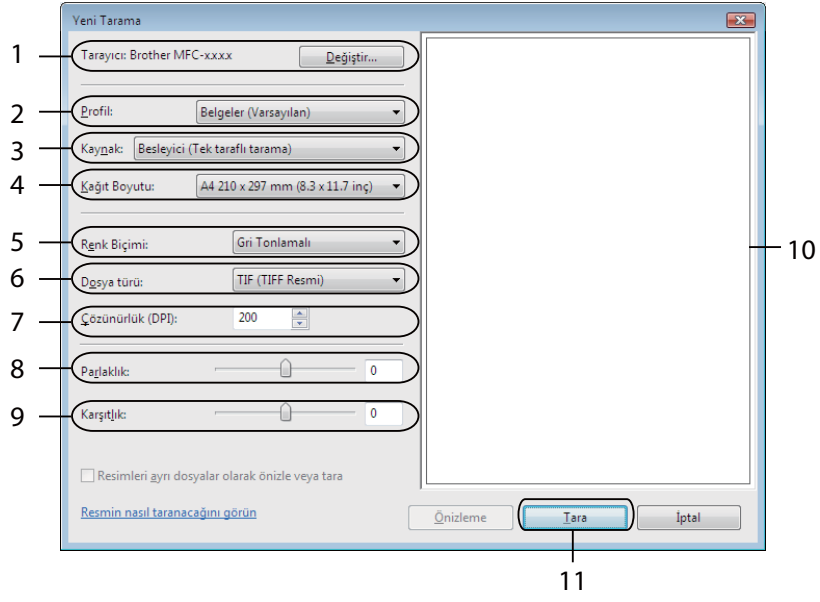 Yeni Tarama
1 Tarayıcı: Brother MFC-x.x.x.x Değiştir...
2 Profil: Belgeler (Varsayılan)
3 Kaynak: Besleyici (Tek taraflı tarama)
4 Kağıt Boyutu: A4 210 x 297 mm (8.3 x 11.7 inç)
5 Renk Biçimi: Gri Tonlamalı
10
6 Dosya türü: TIF (TIFF Resmi)
7 Çözünürlük (DPI): 200
8 Parlaklık: 0
9 Karşıtlık: 0
Resimleri ayrı dosyalar olarak önizle veya tara
Resmin nasıl taranacağını görün Önizleme Tara İptal
11